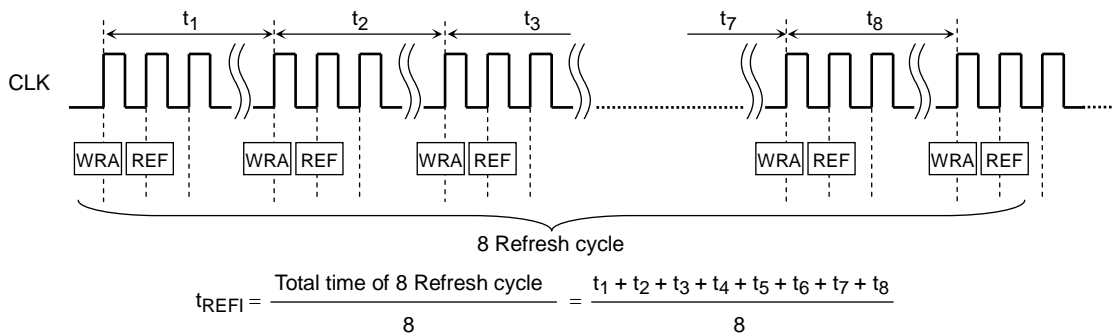 t1 t2 t3 t7 t8
CLK
WRA REF WRA REF WRA REF WRA REF WRA REF
8 Refresh cycle
tREFI = Total time of 8 Refresh cycle / 8 = t1 + t2 + t3 + t4 + t5 + t6 + t7 + t8 / 8